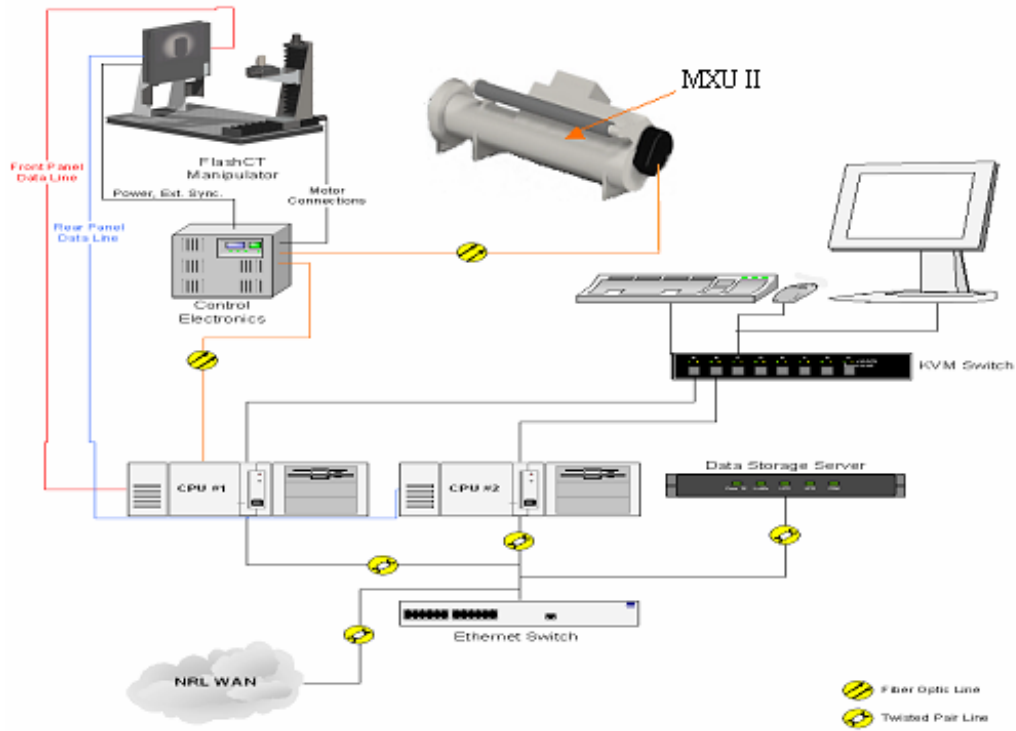 MXU II
FlashCT
Manipulator
Front Panel
Data Line
Power, Ext. Sync.
Motor
Connections
Rear Panel
Data Line
Control
Electronics
KVM Switch
CPU #1
CPU #2
Data Storage Server
Ethernet Switch
NRL WAN
Fiber Optic Line
Twisted Pair Line